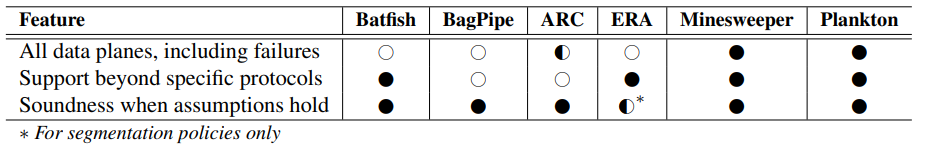 Feature Batfish BagPipe ARC ERA Minesweeper Plankton
All data planes, including failures ○ ○ ◐ ○ ● ●
Support beyond specific protocols ● ○ ○ ● ● ●
Soundness when assumptions hold ● ● ● ◐* ● ●
* For segmentation policies only